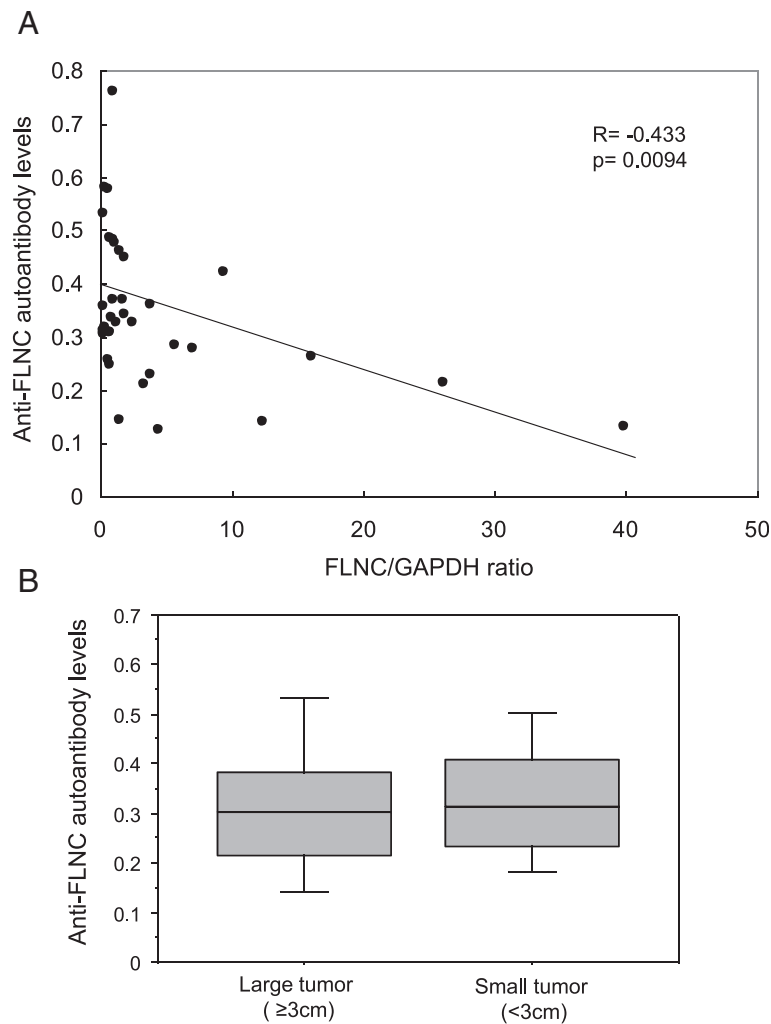 A
Anti-FLNC autoantibody levels
0.8
0.7
0.6
0.5
0.4
0.3
0.2
0.1
0
R= -0.433
p= 0.0094
0 10 20 30 40 50
FLNC/GAPDH ratio
B
Anti-FLNC autoantibody levels
0.7
0.6
0.5
0.4
0.3
0.2
0.1
0
Large tumor
( ≥3cm)
Small tumor
(<3cm)